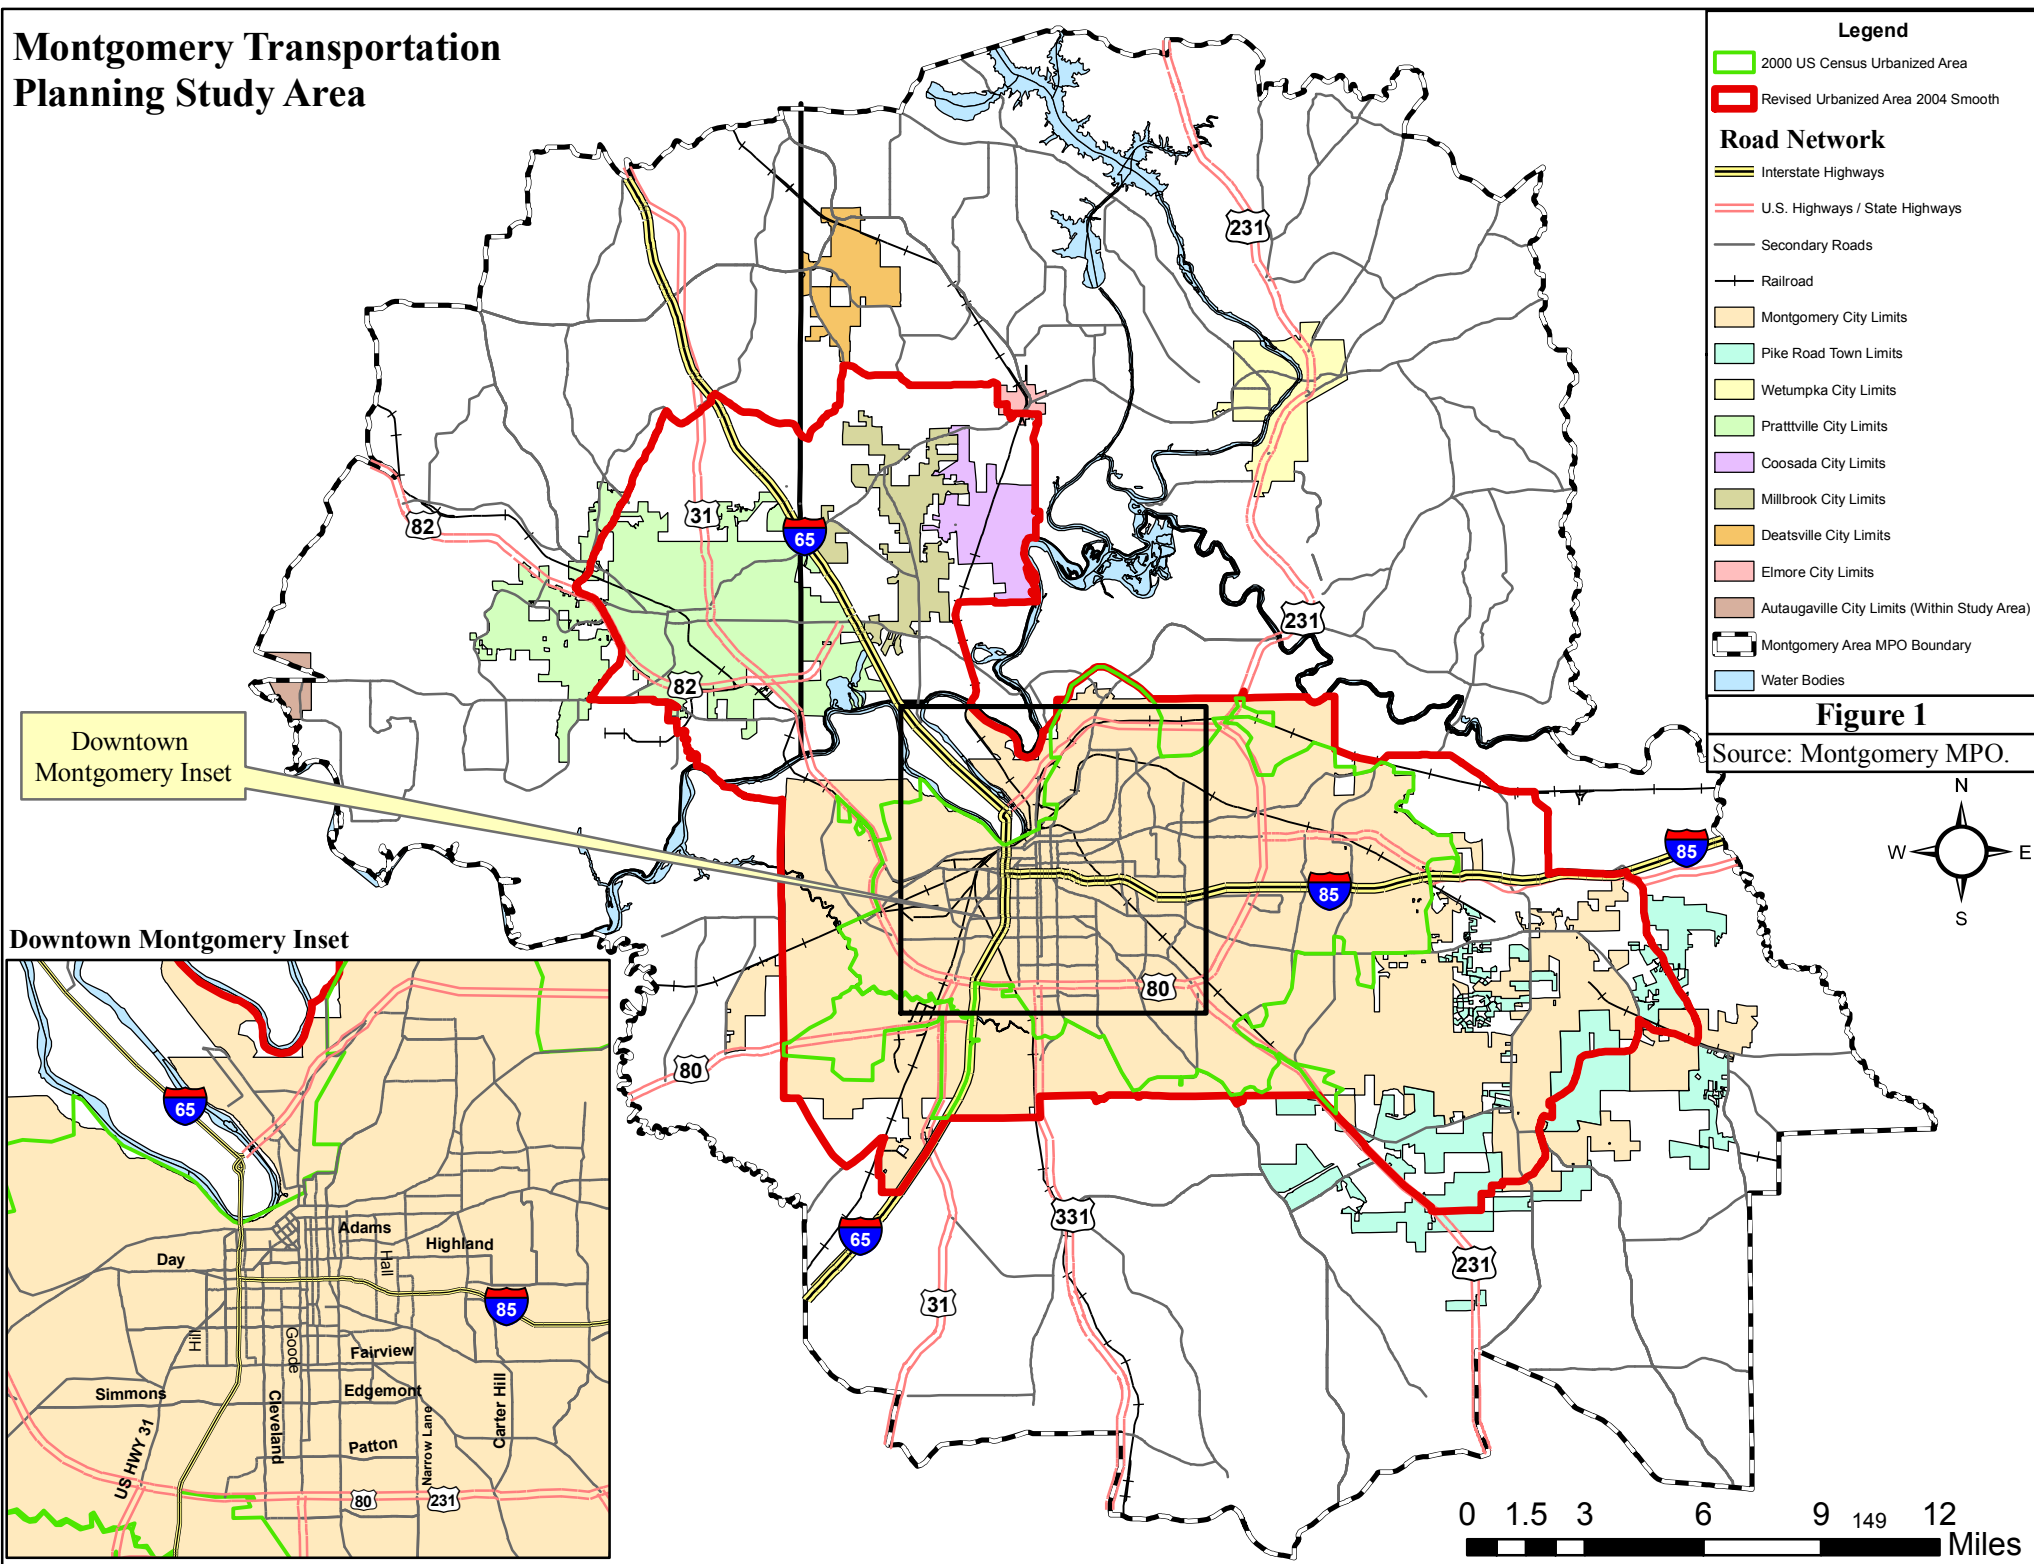 Montgomery Transportation
Planning Study Area
Legend
2000 US Census Urbanized Area
Revised Urbanized Area 2004 Smooth
Road Network
Interstate Highways
U.S. Highways / State Highways
Secondary Roads
Railroad
Montgomery City Limits
Pike Road Town Limits
Wetumpka City Limits
Pratttville City Limits
Coosada City Limits
Millbrook City Limits
Deatsville City Limits
Elmore City Limits
Autaugaville City Limits (Within Study Area)
Montgomery Area MPO Boundary
Water Bodies
Figure 1
Source: Montgomery MPO.
N
W
E
S
231
31
82
65
231
82
Downtown
Montgomery Inset
85
85
80
80
65
331
231
31
Downtown Montgomery Inset
65
Adams
Highland
Day
Hall
85
Hill
Goode
Fairview
Simmons
Edgemont
Cleveland
Carter Hill
Narrow Lane
US HWY 31
Patton
80
231
0 1.5 3 6 9 149 12
Miles